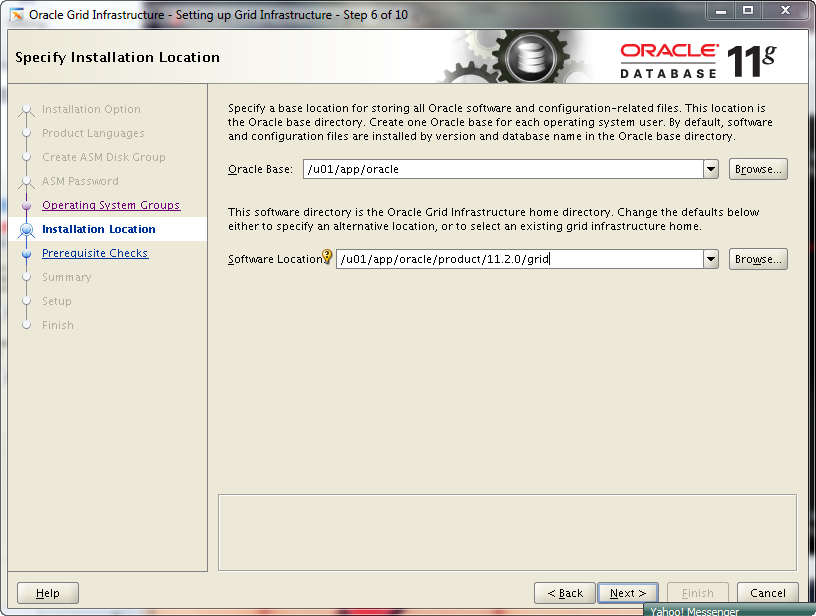 Oracle Grid Infrastructure - Setting up Grid Infrastructure - Step 6 of 10
Specify Installation Location
ORACLE
DATABASE
11g
Installation Option
Product Languages
Create ASM Disk Group
ASM Password
Operating System Groups
Installation Location
Prerequisite Checks
Summary
Setup
Finish
Specify a base location for storing all Oracle software and configuration-related files. This location is
the Oracle base directory. Create one Oracle base for each operating system user. By default, software
and configuration files are installed by version and database name in the Oracle base directory.
Oracle Base: /u01/app/oracle Browse...
This software directory is the Oracle Grid Infrastructure home directory. Change the defaults below
either to specify an alternative location, or to select an existing grid infrastructure home.
Software Location: /u01/app/oracle/product/11.2.0/grid Browse...
Help < Back Next > Finish Cancel
Yahoo! Messenger